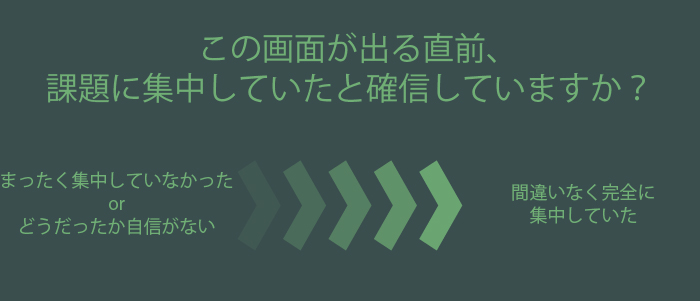 この画面が出る直前、
課題に集中していたと確信していますか？
まったく集中していなかった
or
どうだったか自信がない
間違いなく完全に
集中していた